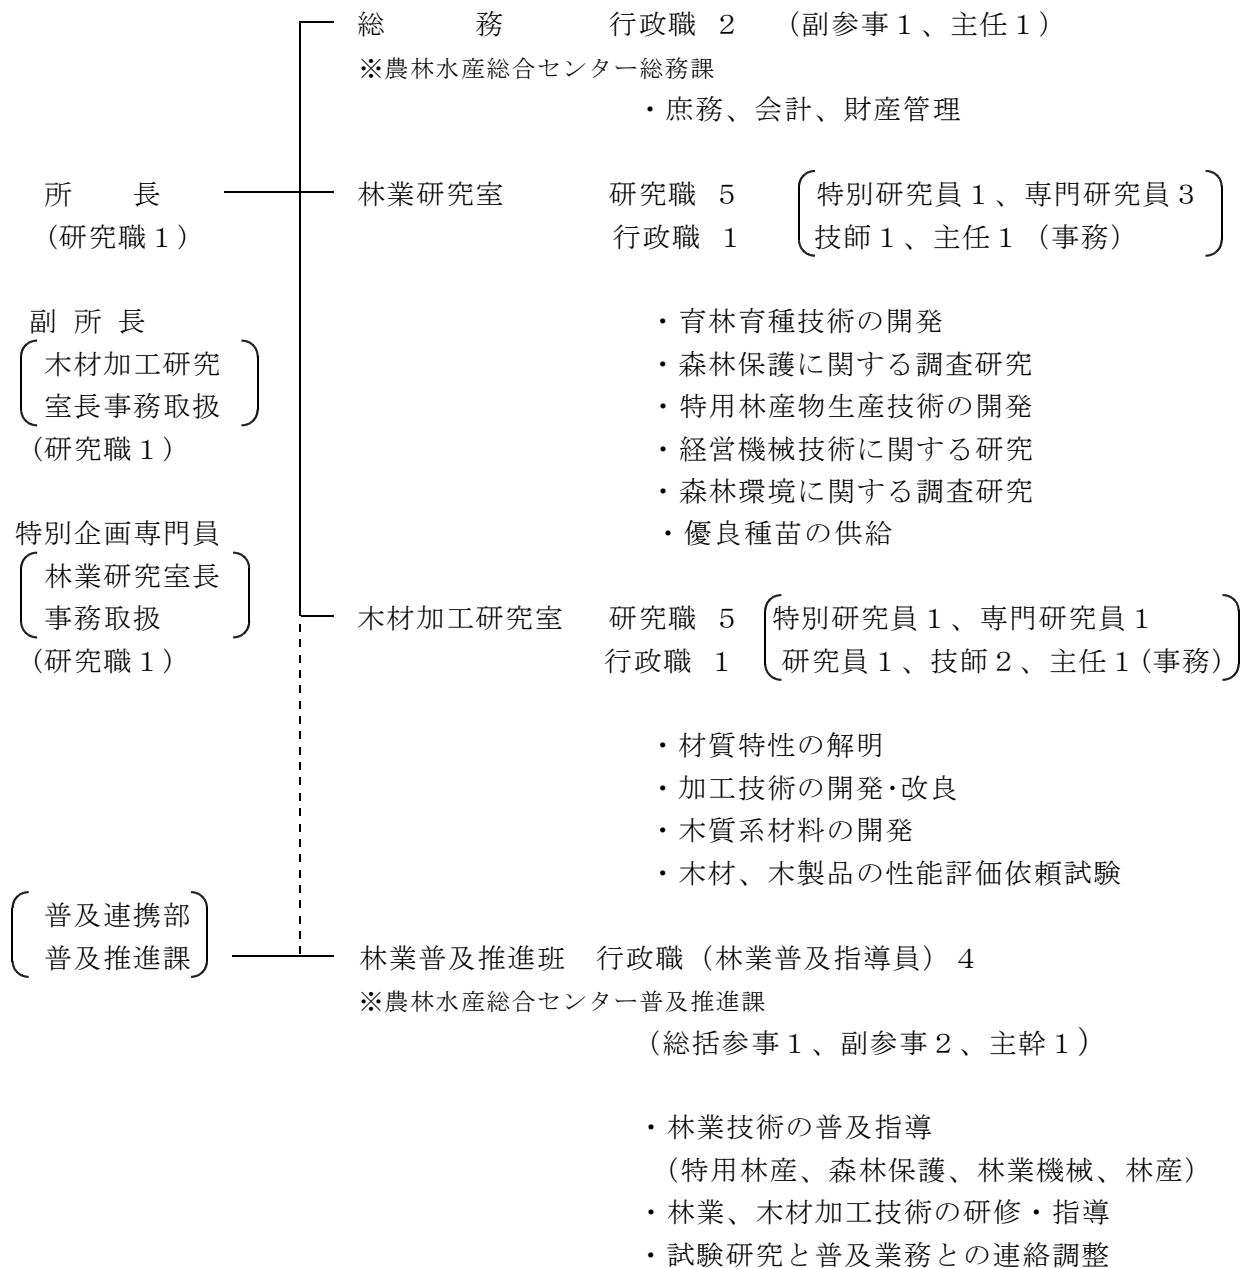 総　　務　行政職 ２　（副参事１、主任１）
※農林水産総合センター総務課
・庶務、会計、財産管理
所　　長　林業研究室　研究職 ５　特別研究員１、専門研究員３
（研究職１）　行政職 １　技師１、主任１（事務）
副 所 長　・育林育種技術の開発
木材加工研究　・森林保護に関する調査研究
室長事務取扱　・特用林産物生産技術の開発
（研究職１）　・経営機械技術に関する研究
・森林環境に関する調査研究
特別企画専門員　・優良種苗の供給
林業研究室長
事務取扱　木材加工研究室　研究職 ５　特別研究員１、専門研究員１
（研究職１）　行政職 １　研究員１、技師２、主任１（事務）
・材質特性の解明
・加工技術の開発・改良
・木質系材料の開発
・木材、木製品の性能評価依頼試験
普及連携部
普及推進課　林業普及推進班　行政職（林業普及指導員）４
※農林水産総合センター普及推進課
（総括参事１、副参事２、主幹１）
・林業技術の普及指導
（特用林産、森林保護、林業機械、林産）
・林業、木材加工技術の研修・指導
・試験研究と普及業務との連絡調整